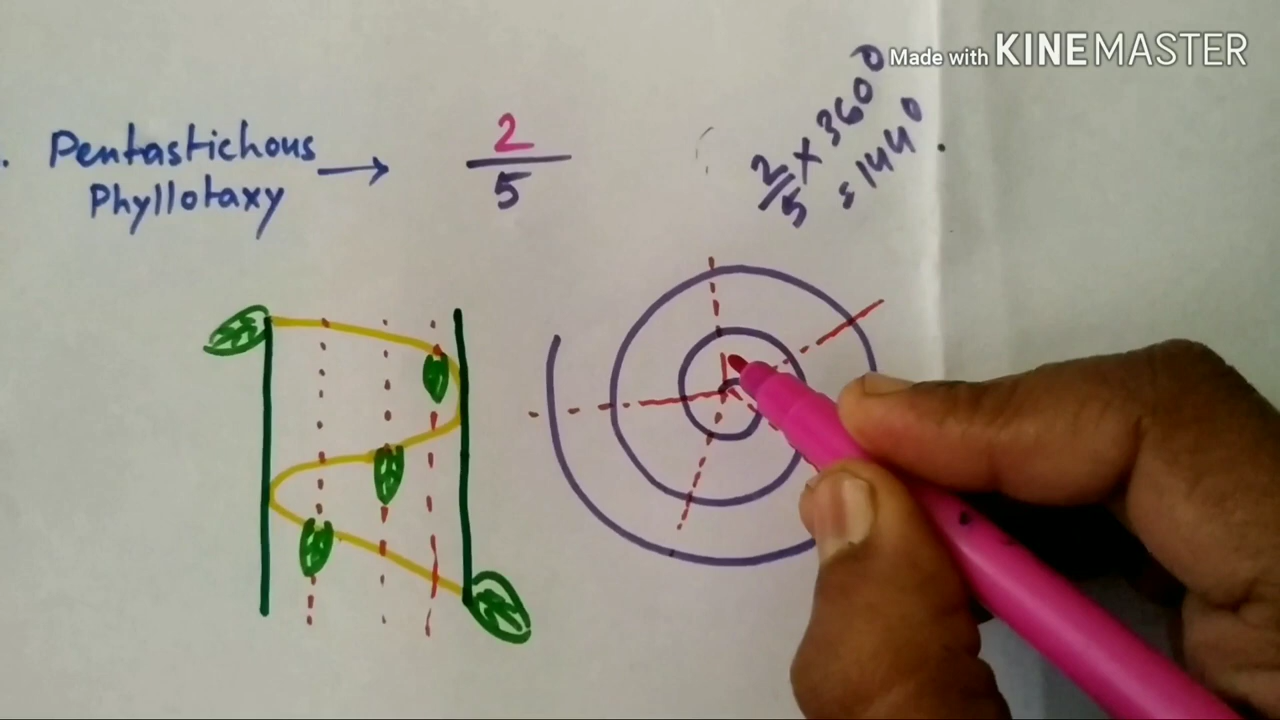 Made with KINEMASTER
. Pentastichous
Phyllotaxy → 2/5
2/5 × 360°
= 144° .